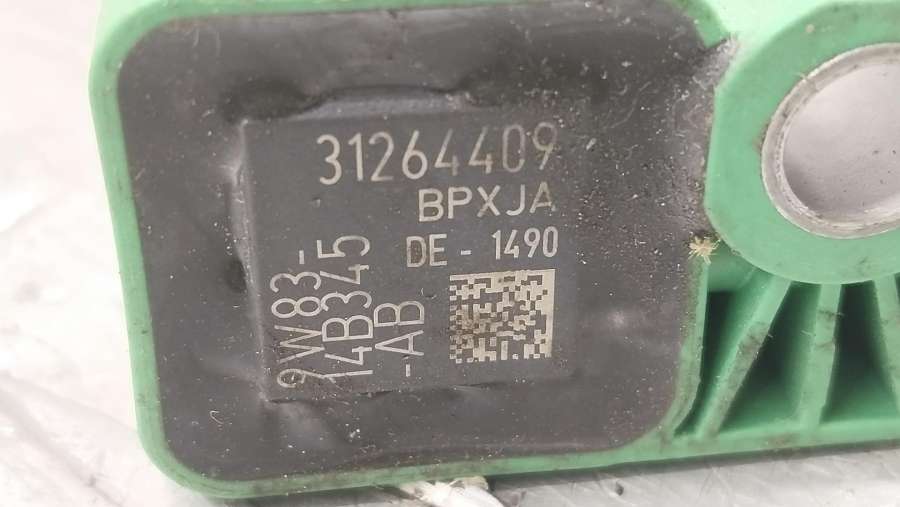 31264409
BPXJA
DE - 1490
9W83-
14B345
-AB